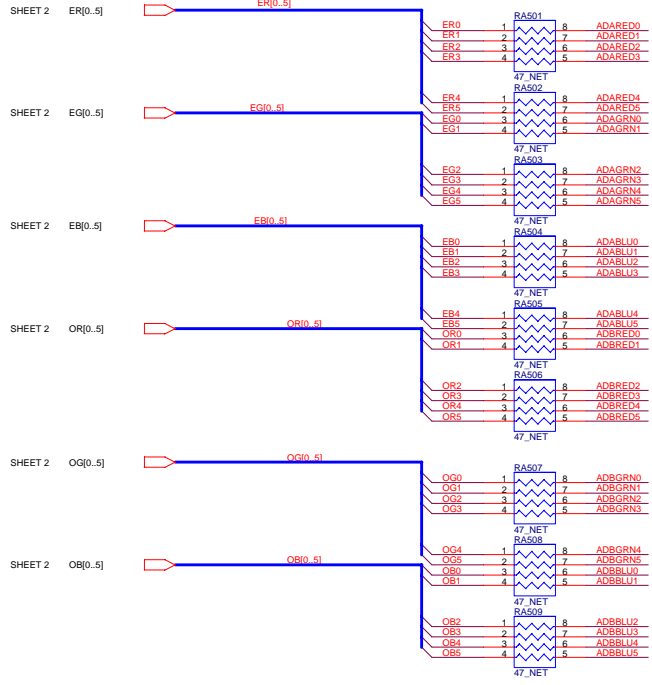 SHEET 2 ER[0..5] ER[0..5]
RA501
ER0 1 8 ADARED0
ER1 2 7 ADARED1
ER2 3 6 ADARED2
ER3 4 5 ADARED3
47_NET
RA502
ER4 1 8 ADARED4
ER5 2 7 ADARED5
SHEET 2 EG[0..5] EG[0..5]
EG0 3 6 ADAGRN0
EG1 4 5 ADAGRN1
47_NET
RA503
EG2 1 8 ADAGRN2
EG3 2 7 ADAGRN3
EG4 3 6 ADAGRN4
EG5 4 5 ADAGRN5
47_NET
SHEET 2 EB[0..5] EB[0..5]
RA504
EB0 1 8 ADABLU0
EB1 2 7 ADABLU1
EB2 3 6 ADABLU2
EB3 4 5 ADABLU3
47_NET
RA505
EB4 1 8 ADABLU4
EB5 2 7 ADABLU5
SHEET 2 OR[0..5] OR[0..5]
OR0 3 6 ADBRED0
OR1 4 5 ADBRED1
47_NET
RA506
OR2 1 8 ADBRED2
OR3 2 7 ADBRED3
OR4 3 6 ADBRED4
OR5 4 5 ADBRED5
47_NET
SHEET 2 OG[0..5] OG[0..5]
RA507
OG0 1 8 ADBGRN0
OG1 2 7 ADBGRN1
OG2 3 6 ADBGRN2
OG3 4 5 ADBGRN3
47_NET
RA508
OG4 1 8 ADBGRN4
OG5 2 7 ADBGRN5
SHEET 2 OB[0..5] OB[0..5]
OB0 3 6 ADBBLU0
OB1 4 5 ADBBLU1
47_NET
RA509
OB2 1 8 ADBBLU2
OB3 2 7 ADBBLU3
OB4 3 6 ADBBLU4
OB5 4 5 ADBBLU5
47_NET